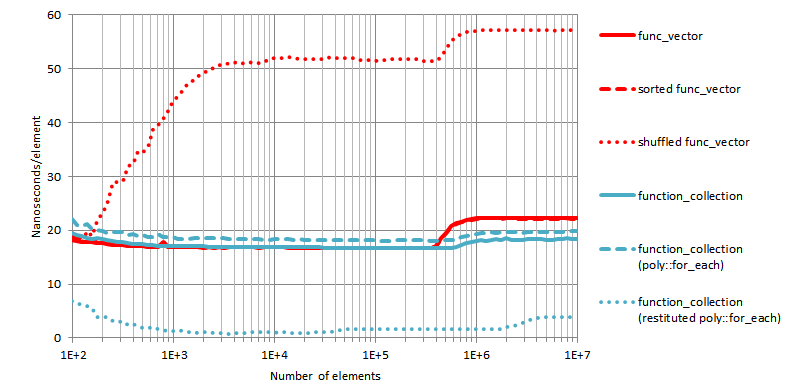 60
50
40
30
20
10
0
Nanoseconds/element
1E+2 1E+3 1E+4 1E+5 1E+6 1E+7
Number of elements
func_vector
sorted func_vector
shuffled func_vector
function_collection
function_collection
(poly::for_each)
function_collection
(restituted poly::for_each)